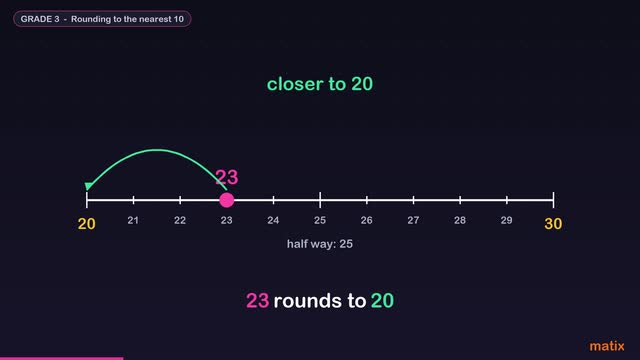 GRADE 3 - Rounding to the nearest 10
closer to 20
23
20 21 22 23 24 25 26 27 28 29 30
half way: 25
23 rounds to 20
matix